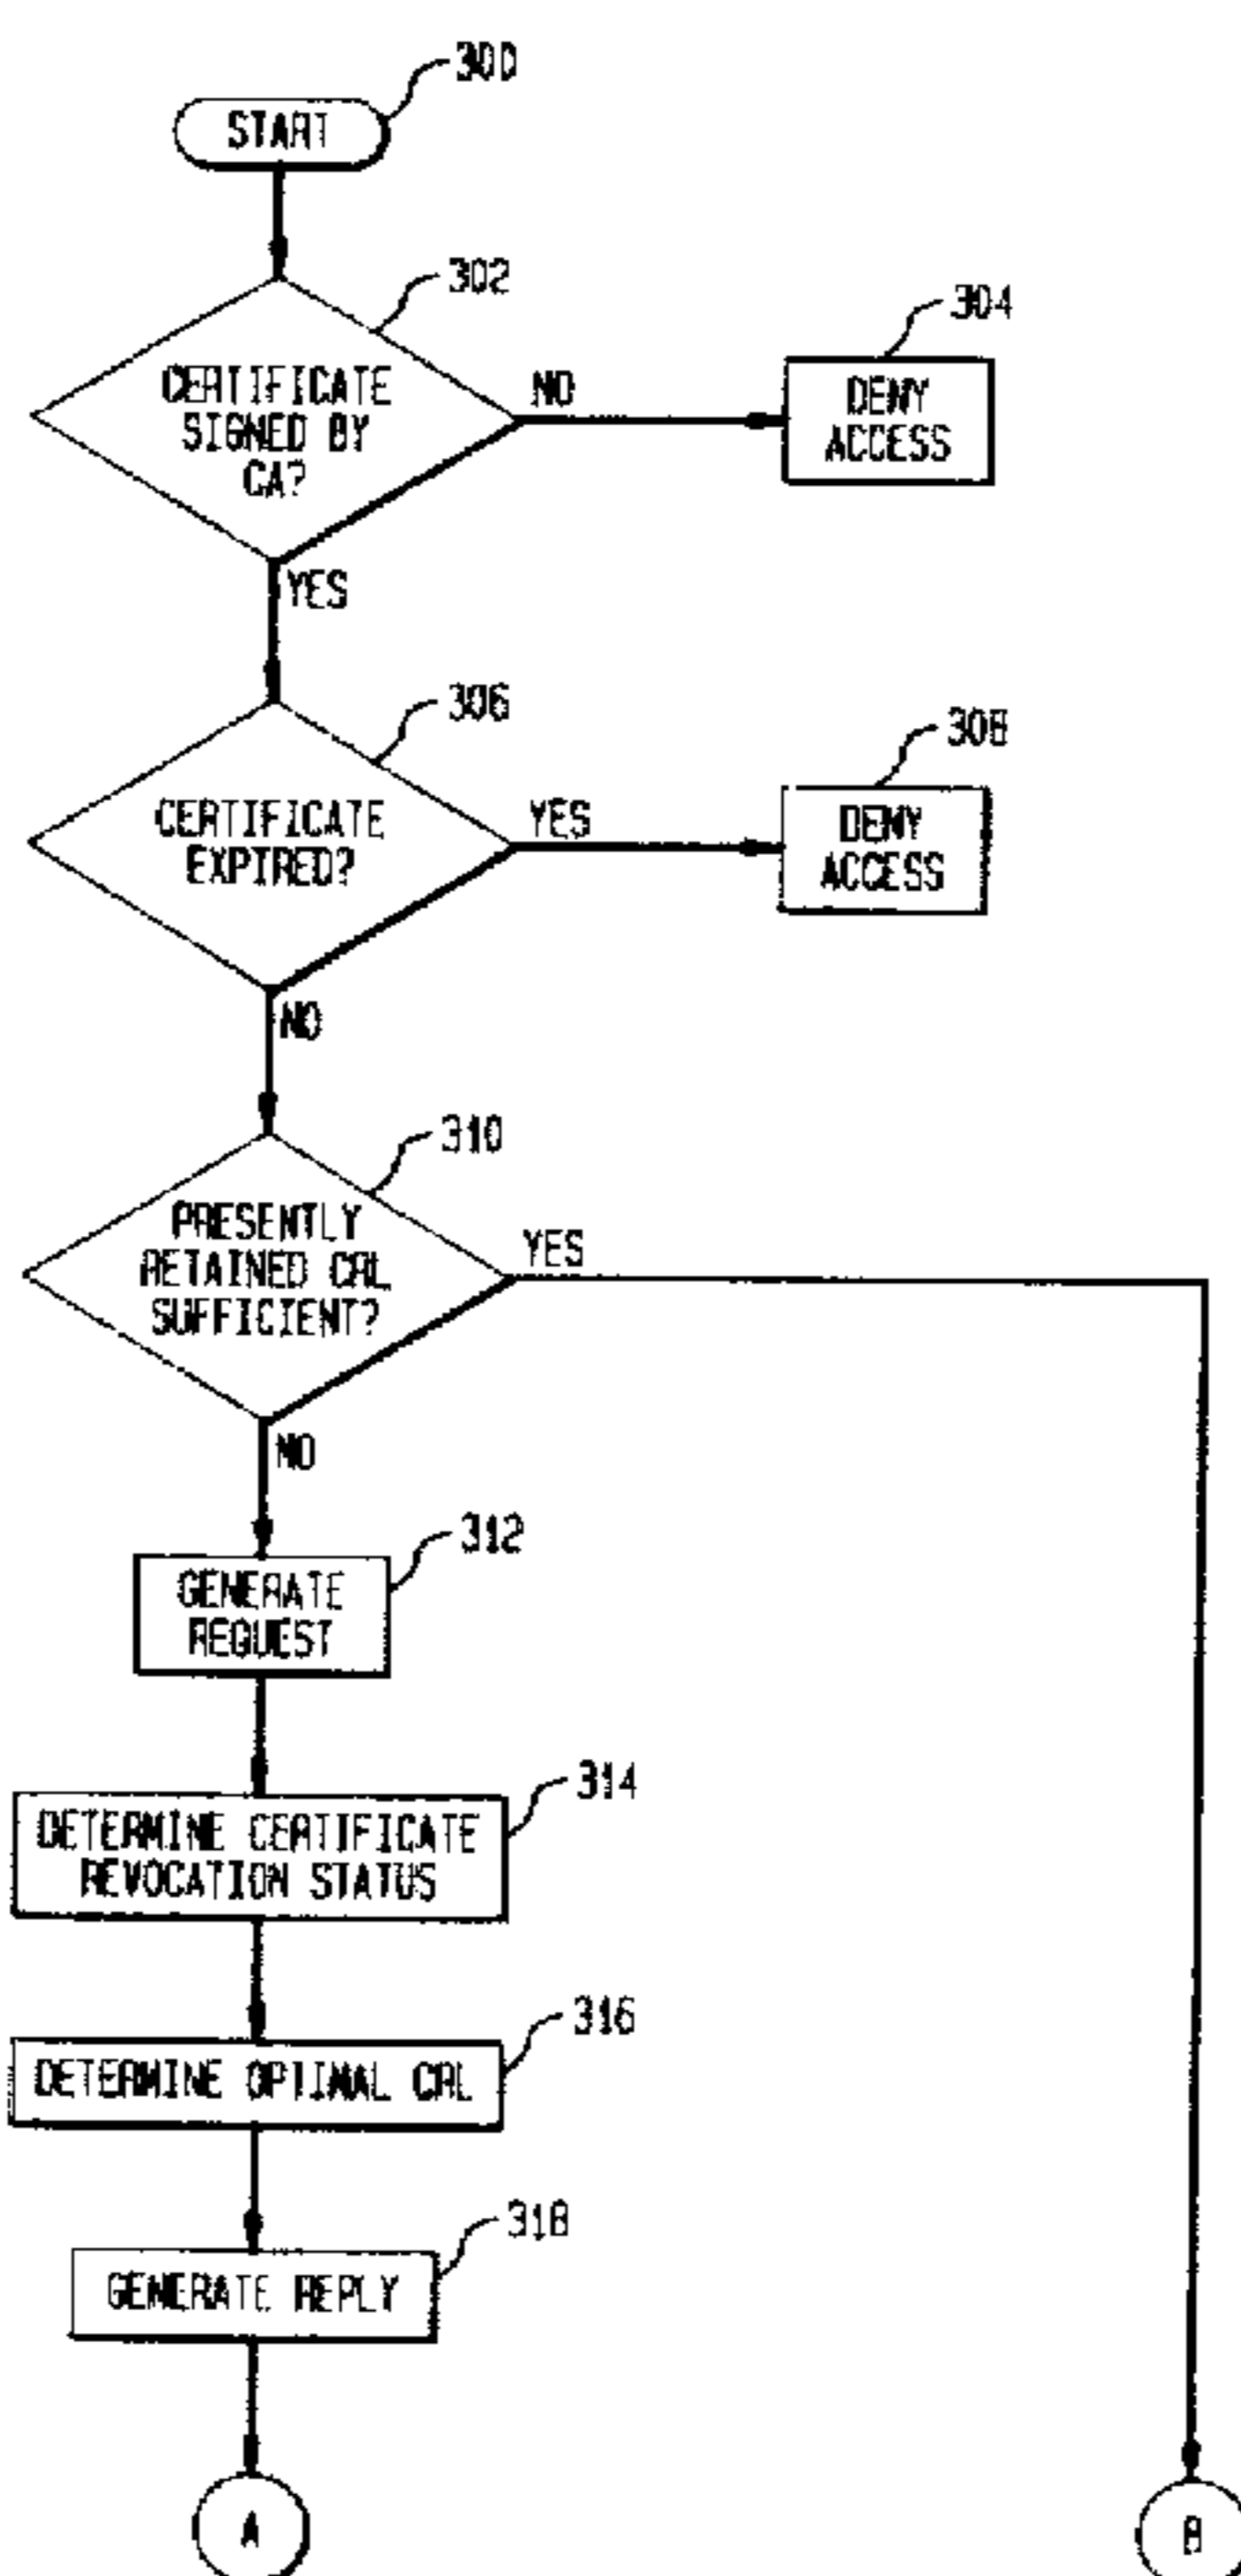 300
START
302
CERTIFICATE
SIGNED BY
CA?
NO
304
DENY
ACCESS
YES
306
CERTIFICATE
EXPIRED?
YES
308
DENY
ACCESS
NO
310
PRESENTLY
RETAINED CRL
SUFFICIENT?
YES
NO
312
GENERATE
REQUEST
314
DETERMINE CERTIFICATE
REVOCATION STATUS
316
DETERMINE OPTIMAL CRL
318
GENERATE REPLY
A
B